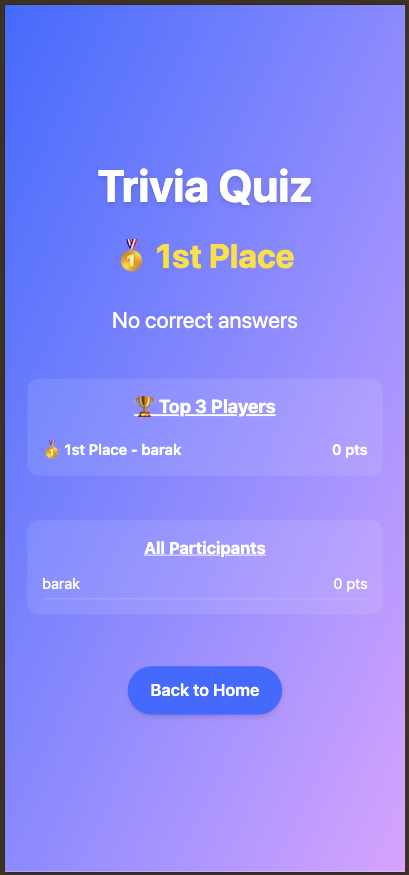 Trivia Quiz
🥇 1st Place
No correct answers
🏆 Top 3 Players
🥇 1st Place - barak 0 pts
All Participants
barak 0 pts
Back to Home